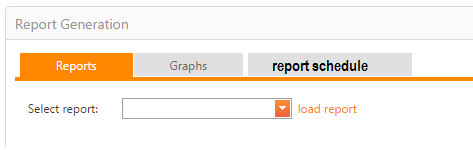 Report Generation
Reports Graphs report schedule
Select report: load report